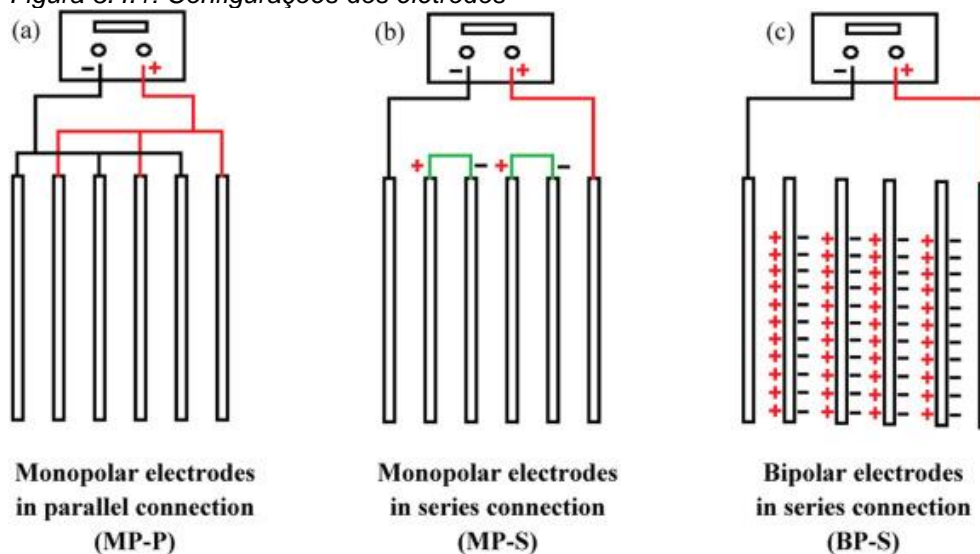 (a)
(b)
(c)
- +
- +
- +
+ - + -
+ - + - + - + -
+ - + - + - + -
+ - + - + - + -
+ - + - + - + -
+ - + - + - + -
+ - + - + - + -
+ - + - + - + -
+ - + - + - + -
+ - + - + - + -
+ - + - + - + -
Monopolar electrodes
in parallel connection
(MP-P)
Monopolar electrodes
in series connection
(MP-S)
Bipolar electrodes
in series connection
(BP-S)